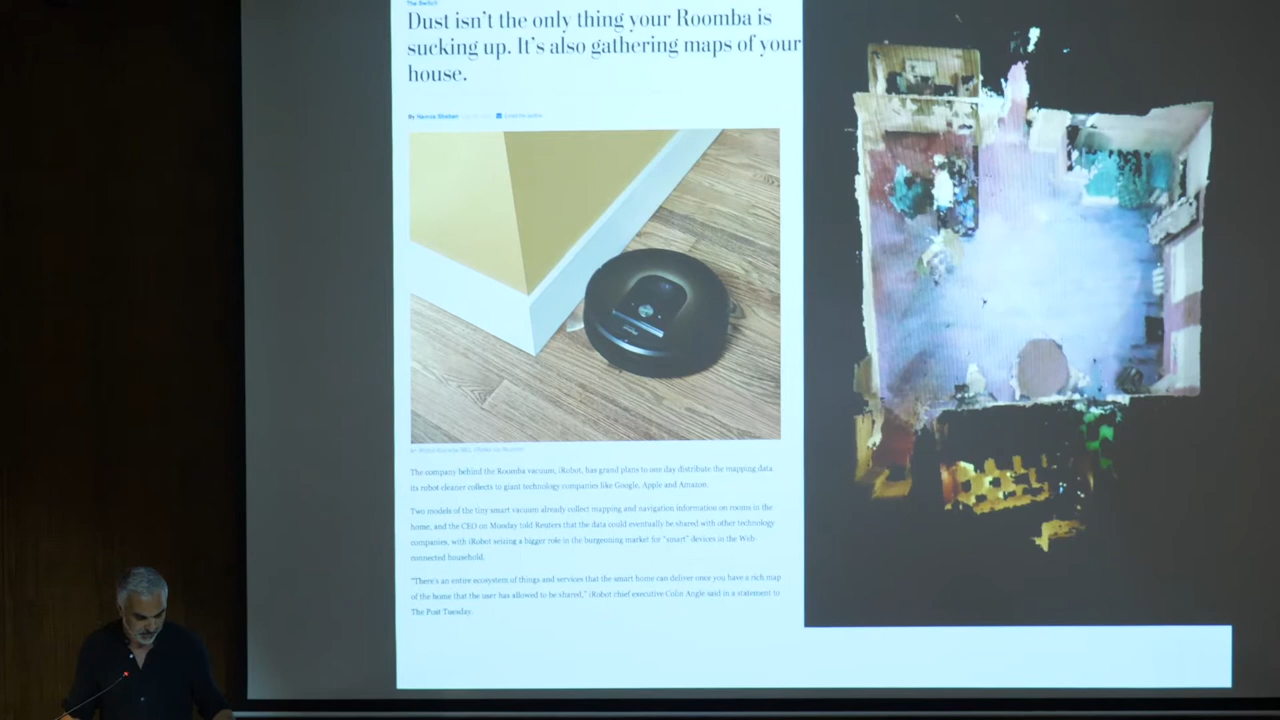 The Switch
Dust isn’t the only thing your Roomba is
sucking up. It’s also gathering maps of your
house.
By Hamza Shaban
The company behind the Roomba vacuum, iRobot, has grand plans to one day distribute the mapping data
its robot cleaner collects to giant technology companies like Google, Apple and Amazon.
Two models of the tiny smart vacuum already collect mapping and navigation information on rooms in the
home, and the CEO on Monday told Reuters that the data could eventually be shared with other technology
companies, with iRobot seizing a bigger role in the burgeoning market for “smart” devices in the Web-
connected household.
“There’s an entire ecosystem of things and services that the smart home can deliver once you have a rich map
of the home that the user has allowed to be shared,” iRobot chief executive Colin Angle said in a statement to
The Post Tuesday.